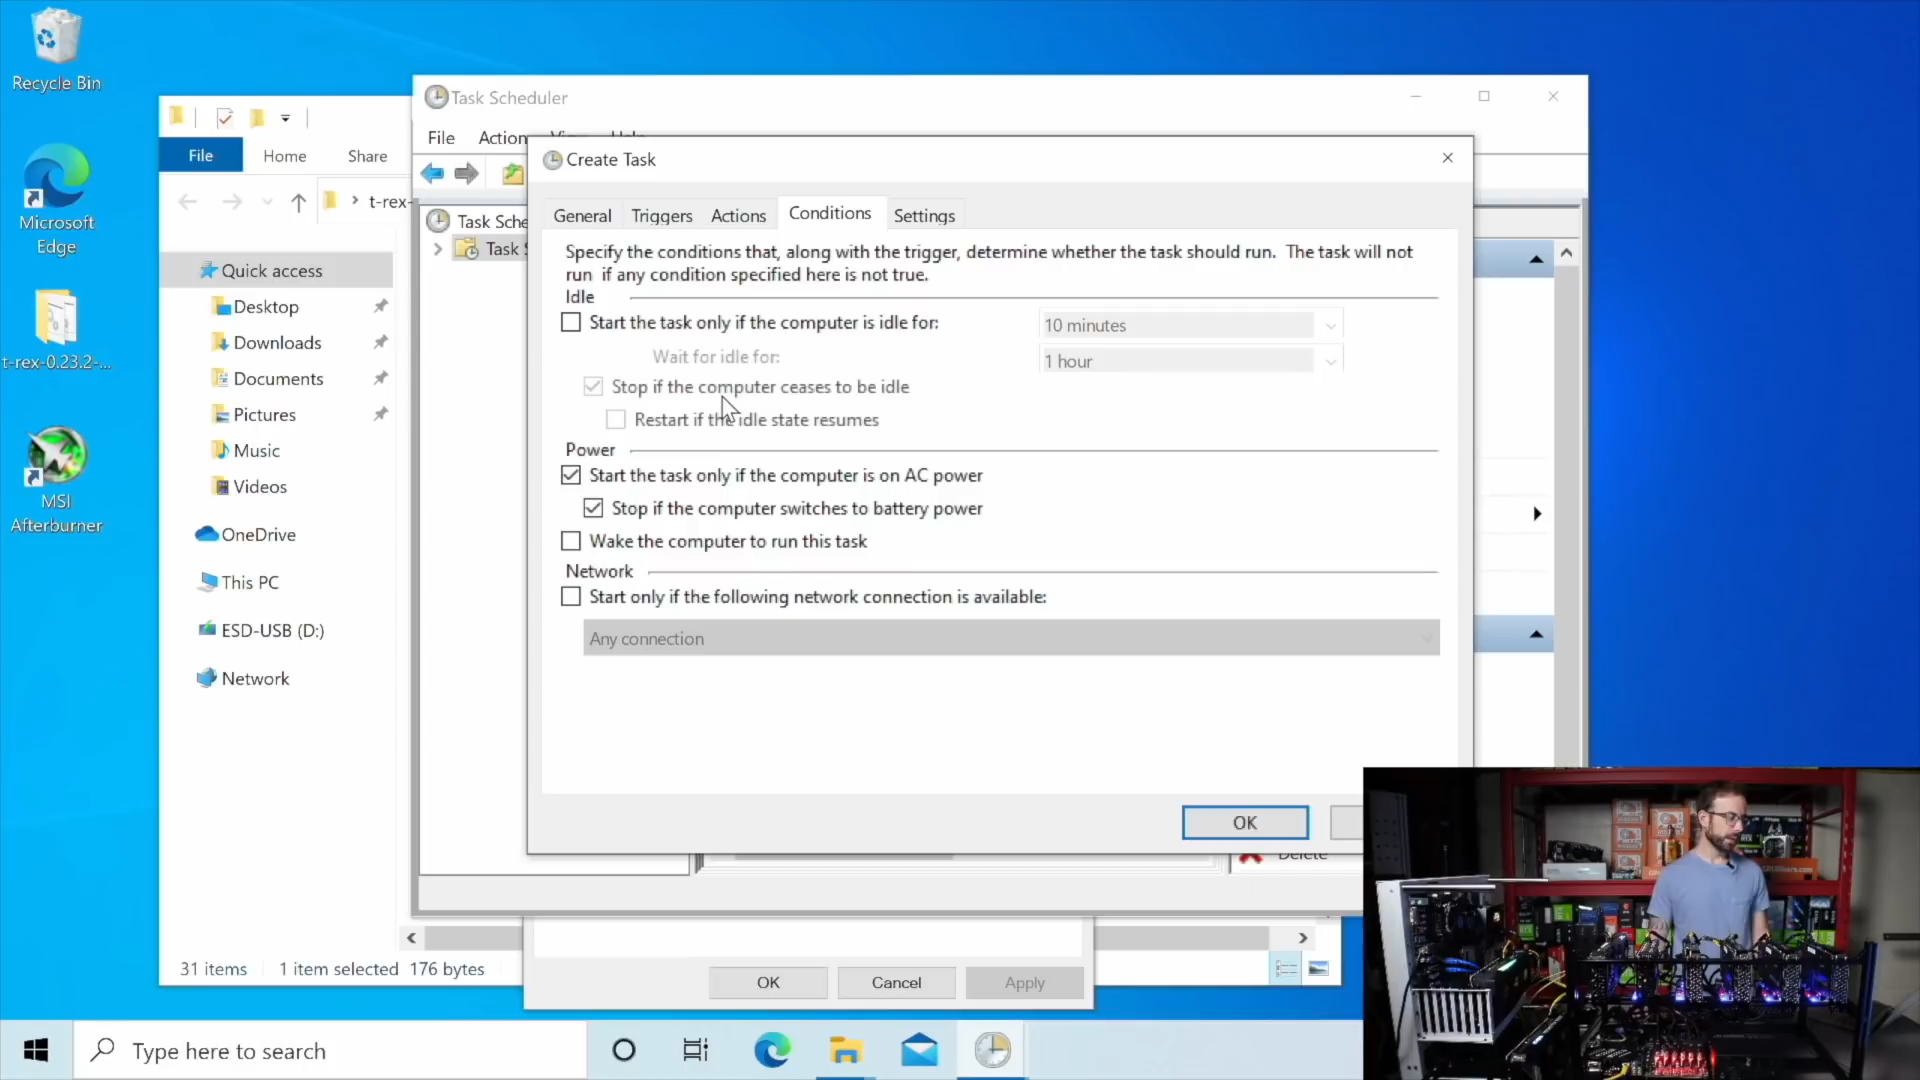 Recycle Bin
Microsoft
Edge
t-rex-0.23.2-...
MSI
Afterburner
File
Home
Share
t-rex-
Quick access
Desktop
Downloads
Documents
Pictures
Music
Videos
OneDrive
This PC
ESD-USB (D:)
Network
31 items
1 item selected
176 bytes
Task Scheduler
File
Action
Task Sche
Task S
Create Task
General
Triggers
Actions
Conditions
Settings
Specify the conditions that, along with the trigger, determine whether the task should run. The task will not
run if any condition specified here is not true.
Idle
Start the task only if the computer is idle for:
10 minutes
Wait for idle for:
1 hour
Stop if the computer ceases to be idle
Restart if the idle state resumes
Power
Start the task only if the computer is on AC power
Stop if the computer switches to battery power
Wake the computer to run this task
Network
Start only if the following network connection is available:
Any connection
OK
Delete
OK
Cancel
Apply
Type here to search